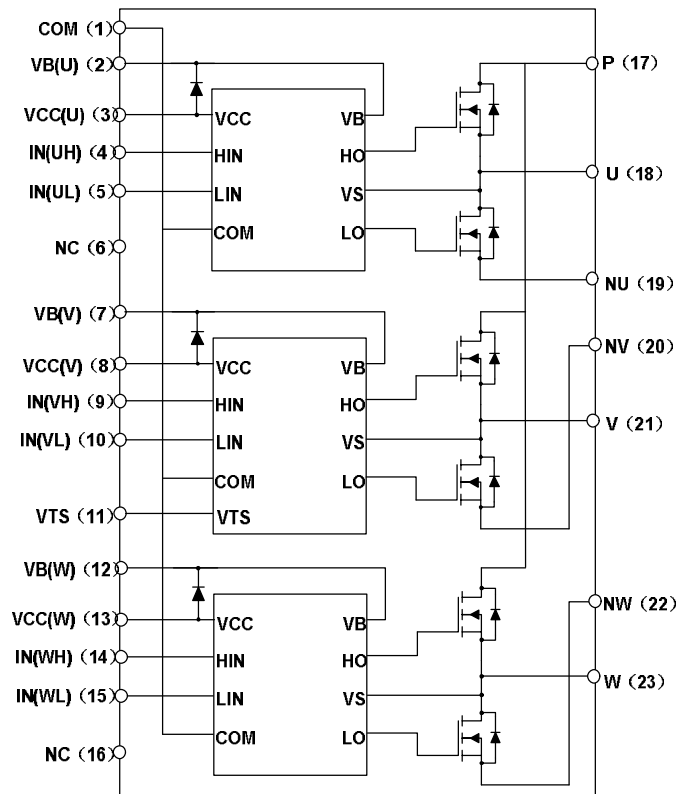 COM (1)
VB(U) (2)
P (17)
VCC(U) (3)
VCC
VB
IN(UH) (4)
HIN
HO
U (18)
IN(UL) (5)
LIN
VS
COM
LO
NC (6)
NU (19)
VB(V) (7)
NV (20)
VCC(V) (8)
VCC
VB
IN(VH) (9)
HIN
HO
V (21)
IN(VL) (10)
LIN
VS
COM
LO
VTS (11)
VTS
VB(W) (12)
NW (22)
VCC(W) (13)
VCC
VB
IN(WH) (14)
HIN
HO
W (23)
IN(WL) (15)
LIN
VS
COM
LO
NC (16)